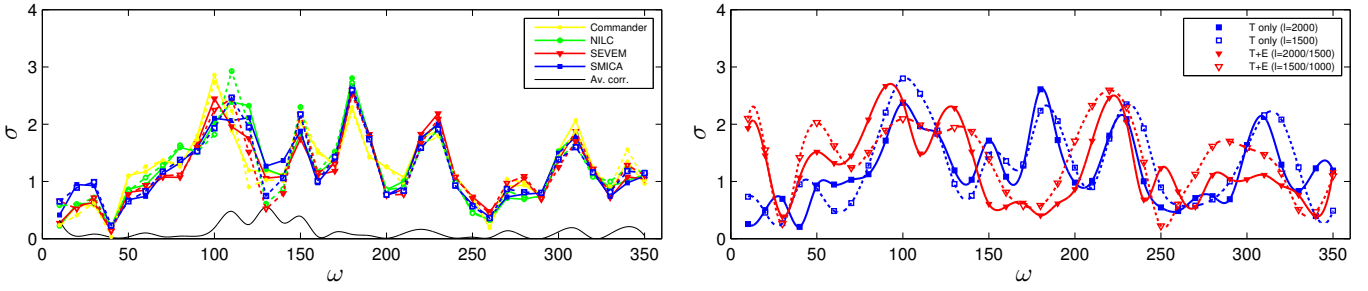 4
3
2
1
0
σ
0 50 100 150 200 250 300 350
ω
Commander
NILC
SEVEM
SMICA
Av. corr.
4
3
2
1
0
σ
0 50 100 150 200 250 300 350
ω
T only (l=2000)
T only (l=1500)
T+E (l=2000/1500)
T+E (l=1500/1000)